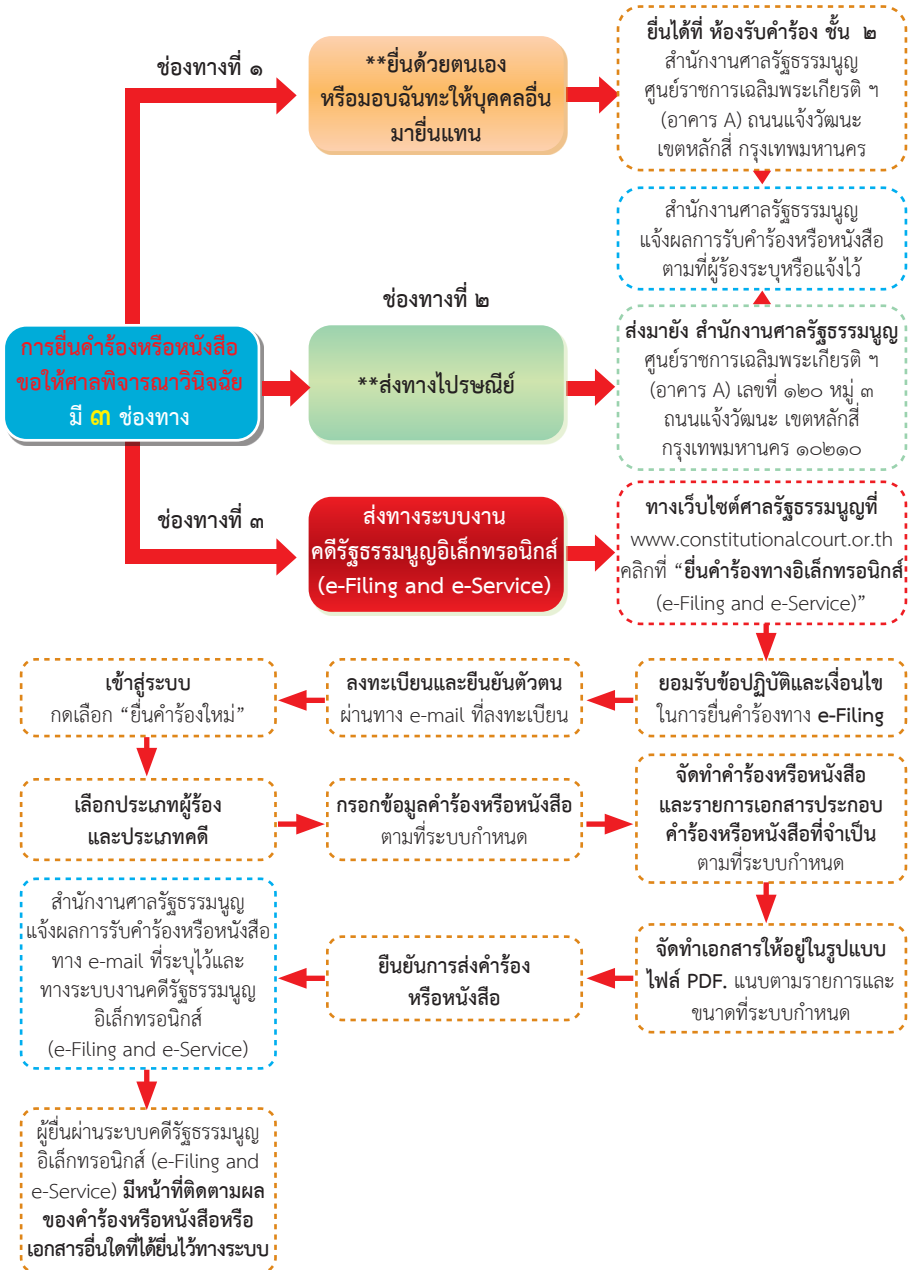 ช่องทางที่ ๑
**ยื่นด้วยตนเอง
หรือมอบฉันทะให้บุคคลอื่น
มายื่นแทน
ยื่นได้ที่ ห้องรับคำร้อง ชั้น ๒
สำนักงานศาลรัฐธรรมนูญ
ศูนย์ราชการเฉลิมพระเกียรติ ฯ
(อาคาร A) ถนนแจ้งวัฒนะ
เขตหลักสี่ กรุงเทพมหานคร
สำนักงานศาลรัฐธรรมนูญ
แจ้งผลการรับคำร้องหรือหนังสือ
ตามที่ผู้ร้องระบุหรือแจ้งไว้
การยื่นคำร้องหรือหนังสือ
ขอให้ศาลพิจารณาวินิจฉัย
มี ๓ ช่องทาง
ช่องทางที่ ๒
**ส่งทางไปรษณีย์
ส่งมายัง สำนักงานศาลรัฐธรรมนูญ
ศูนย์ราชการเฉลิมพระเกียรติ ฯ
(อาคาร A) เลขที่ ๑๒๐ หมู่ ๓
ถนนแจ้งวัฒนะ เขตหลักสี่
กรุงเทพมหานคร ๑๐๒๑๐
ช่องทางที่ ๓
ส่งทางระบบงาน
คดีรัฐธรรมนูญอิเล็กทรอนิกส์
(e-Filing and e-Service)
ทางเว็บไซต์ศาลรัฐธรรมนูญที่
www.constitutionalcourt.or.th
คลิกที่ “ยื่นคำร้องทางอิเล็กทรอนิกส์
(e-Filing and e-Service)”
ยอมรับข้อปฏิบัติและเงื่อนไข
ในการยื่นคำร้องทาง e-Filing
ลงทะเบียนและยืนยันตัวตน
ผ่านทาง e-mail ที่ลงทะเบียน
เข้าสู่ระบบ
กดเลือก “ยื่นคำร้องใหม่”
เลือกประเภทผู้ร้อง
และประเภทคดี
กรอกข้อมูลคำร้องหรือหนังสือ
ตามที่ระบบกำหนด
จัดทำคำร้องหรือหนังสือ
และรายการเอกสารประกอบ
คำร้องหรือหนังสือที่จำเป็น
ตามที่ระบบกำหนด
จัดทำเอกสารให้อยู่ในรูปแบบ
ไฟล์ PDF. แนบตามรายการและ
ขนาดที่ระบบกำหนด
ยืนยันการส่งคำร้อง
หรือหนังสือ
สำนักงานศาลรัฐธรรมนูญ
แจ้งผลการรับคำร้องหรือหนังสือ
ทาง e-mail ที่ระบุไว้และ
ทางระบบงานคดีรัฐธรรมนูญ
อิเล็กทรอนิกส์
(e-Filing and e-Service)
ผู้ยื่นผ่านระบบคดีรัฐธรรมนูญ
อิเล็กทรอนิกส์ (e-Filing and
e-Service) มีหน้าที่ติดตามผล
ของคำร้องหรือหนังสือหรือ
เอกสารอื่นใดที่ได้ยื่นไว้ทางระบบ